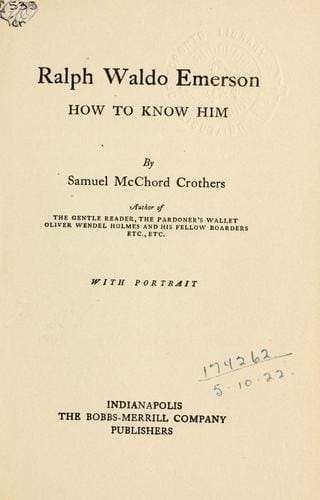 Ralph Waldo Emerson
HOW TO KNOW HIM
By
Samuel McChord Crothers
Author of
THE GENTLE READER, THE PARDONER'S WALLET
OLIVER WENDEL HOLMES AND HIS FELLOW BOARDERS
ETC., ETC.
WITH PORTRAIT
174262
5-10-22.
INDIANAPOLIS
THE BOBBS-MERRILL COMPANY
PUBLISHERS